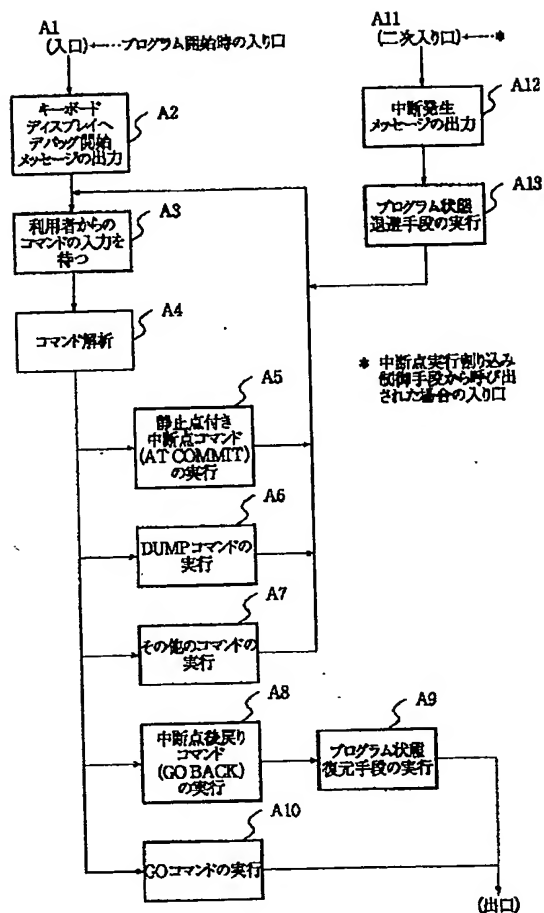 A1
(入口)←…プログラム開始時の入り口
キーボード
ディスプレイへ
デバッグ開始
メッセージの出力
A2
利用者からの
コマンドの入力を
待つ
A3
コマンド解析
A4
静止点付き
中断点コマンド
(AT COMMIT)
の実行
A5
DUMPコマンドの
実行
A6
その他のコマンドの
実行
A7
中断点後戻り
コマンド
(GO BACK)
の実行
A8
プログラム状態
復元手段の実行
A9
GOコマンドの実行
A10
(出口)
A11
(二次入り口)←…*
中断発生
メッセージの出力
A12
プログラム状態
退避手段の実行
A13
* 中断点実行割り込み
制御手段から呼び出
された場合の入り口